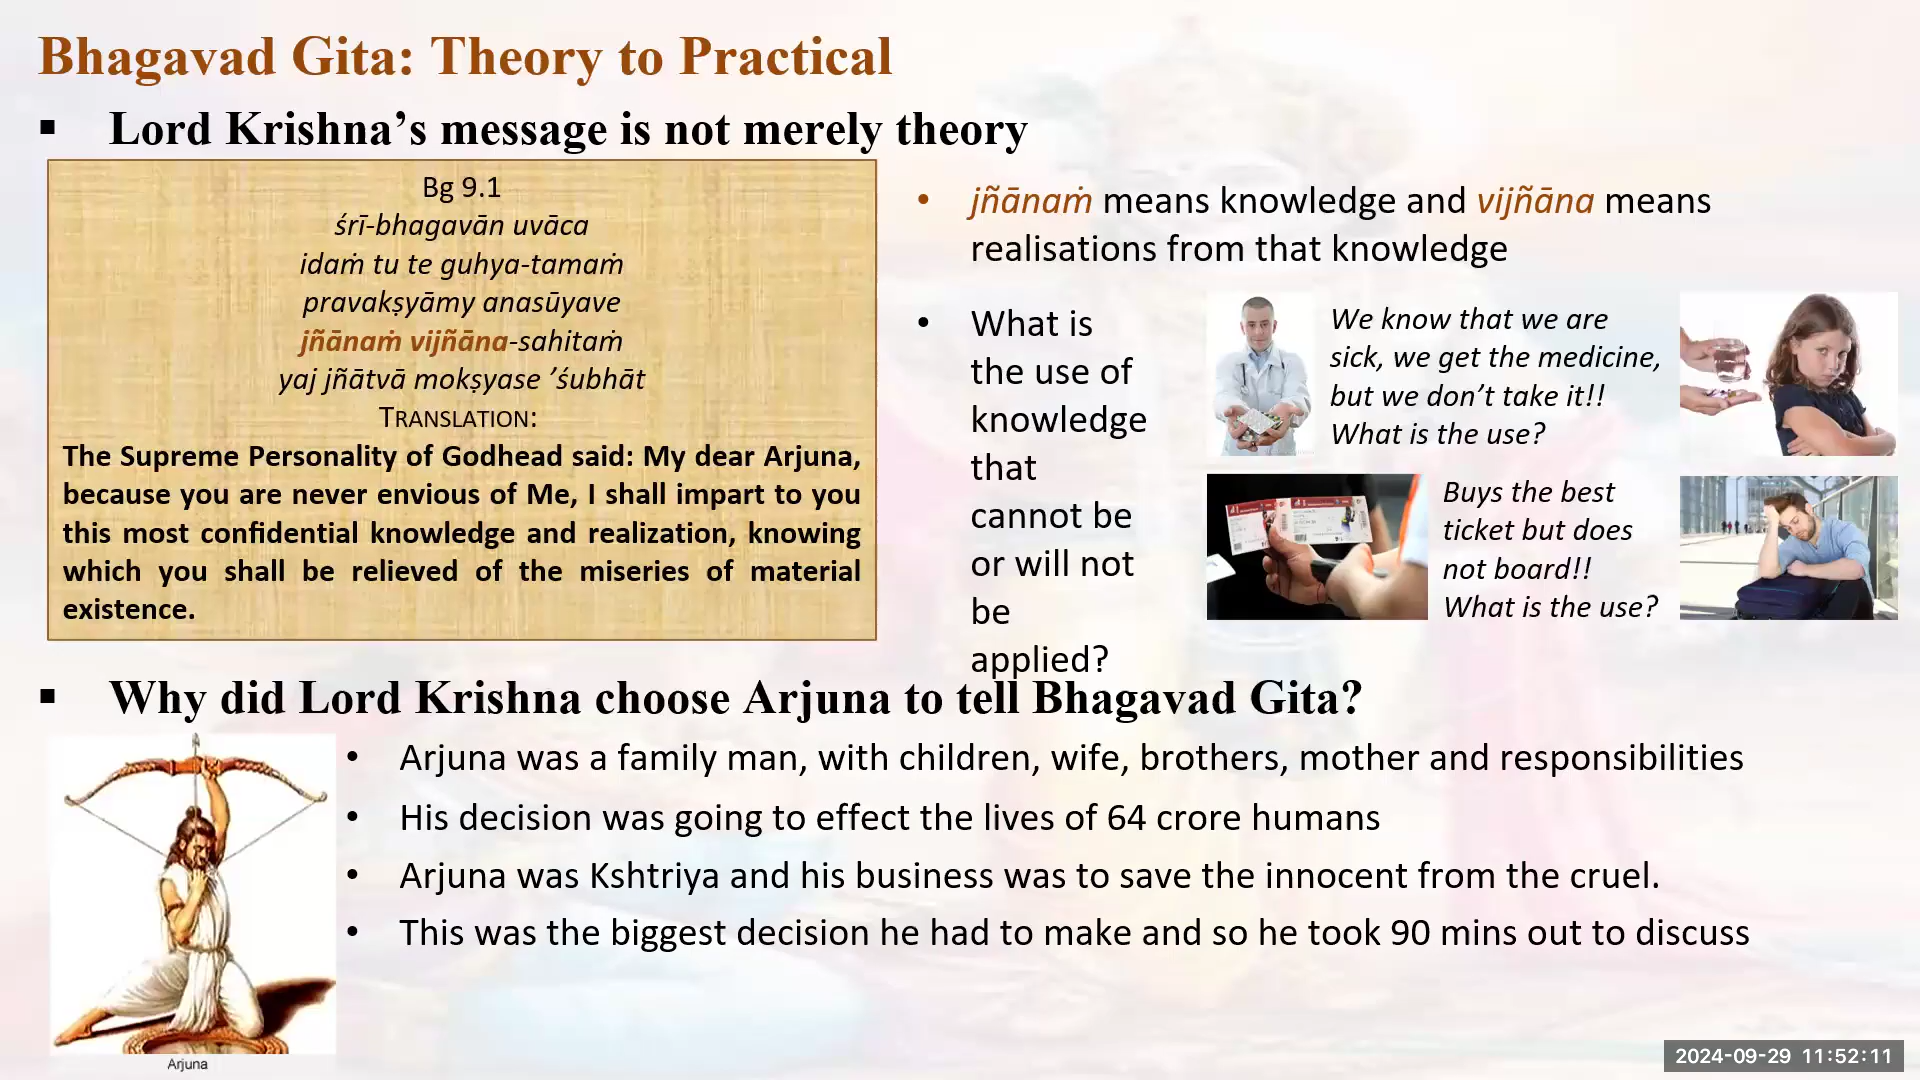 Bhagavad Gita: Theory to Practical
▪ Lord Krishna’s message is not merely theory
Bg 9.1
śrī-bhagavān uvāca
idaṁ tu te guhya-tamaṁ
pravakṣyāmy anasūyave
jñānaṁ vijñāna-sahitaṁ
yaj jñātvā mokṣyase ’śubhāt
TRANSLATION:
The Supreme Personality of Godhead said: My dear Arjuna,
because you are never envious of Me, I shall impart to you
this most confidential knowledge and realization, knowing
which you shall be relieved of the miseries of material
existence.
• jñānaṁ means knowledge and vijñāna means
realisations from that knowledge
• What is
the use of
knowledge
that
cannot be
or will not
be
applied?
We know that we are
sick, we get the medicine,
but we don’t take it!!
What is the use?
Buys the best
ticket but does
not board!!
What is the use?
▪ Why did Lord Krishna choose Arjuna to tell Bhagavad Gita?
• Arjuna was a family man, with children, wife, brothers, mother and responsibilities
• His decision was going to effect the lives of 64 crore humans
• Arjuna was Kshtriya and his business was to save the innocent from the cruel.
• This was the biggest decision he had to make and so he took 90 mins out to discuss
Arjuna
2024-09-29 11:52:11